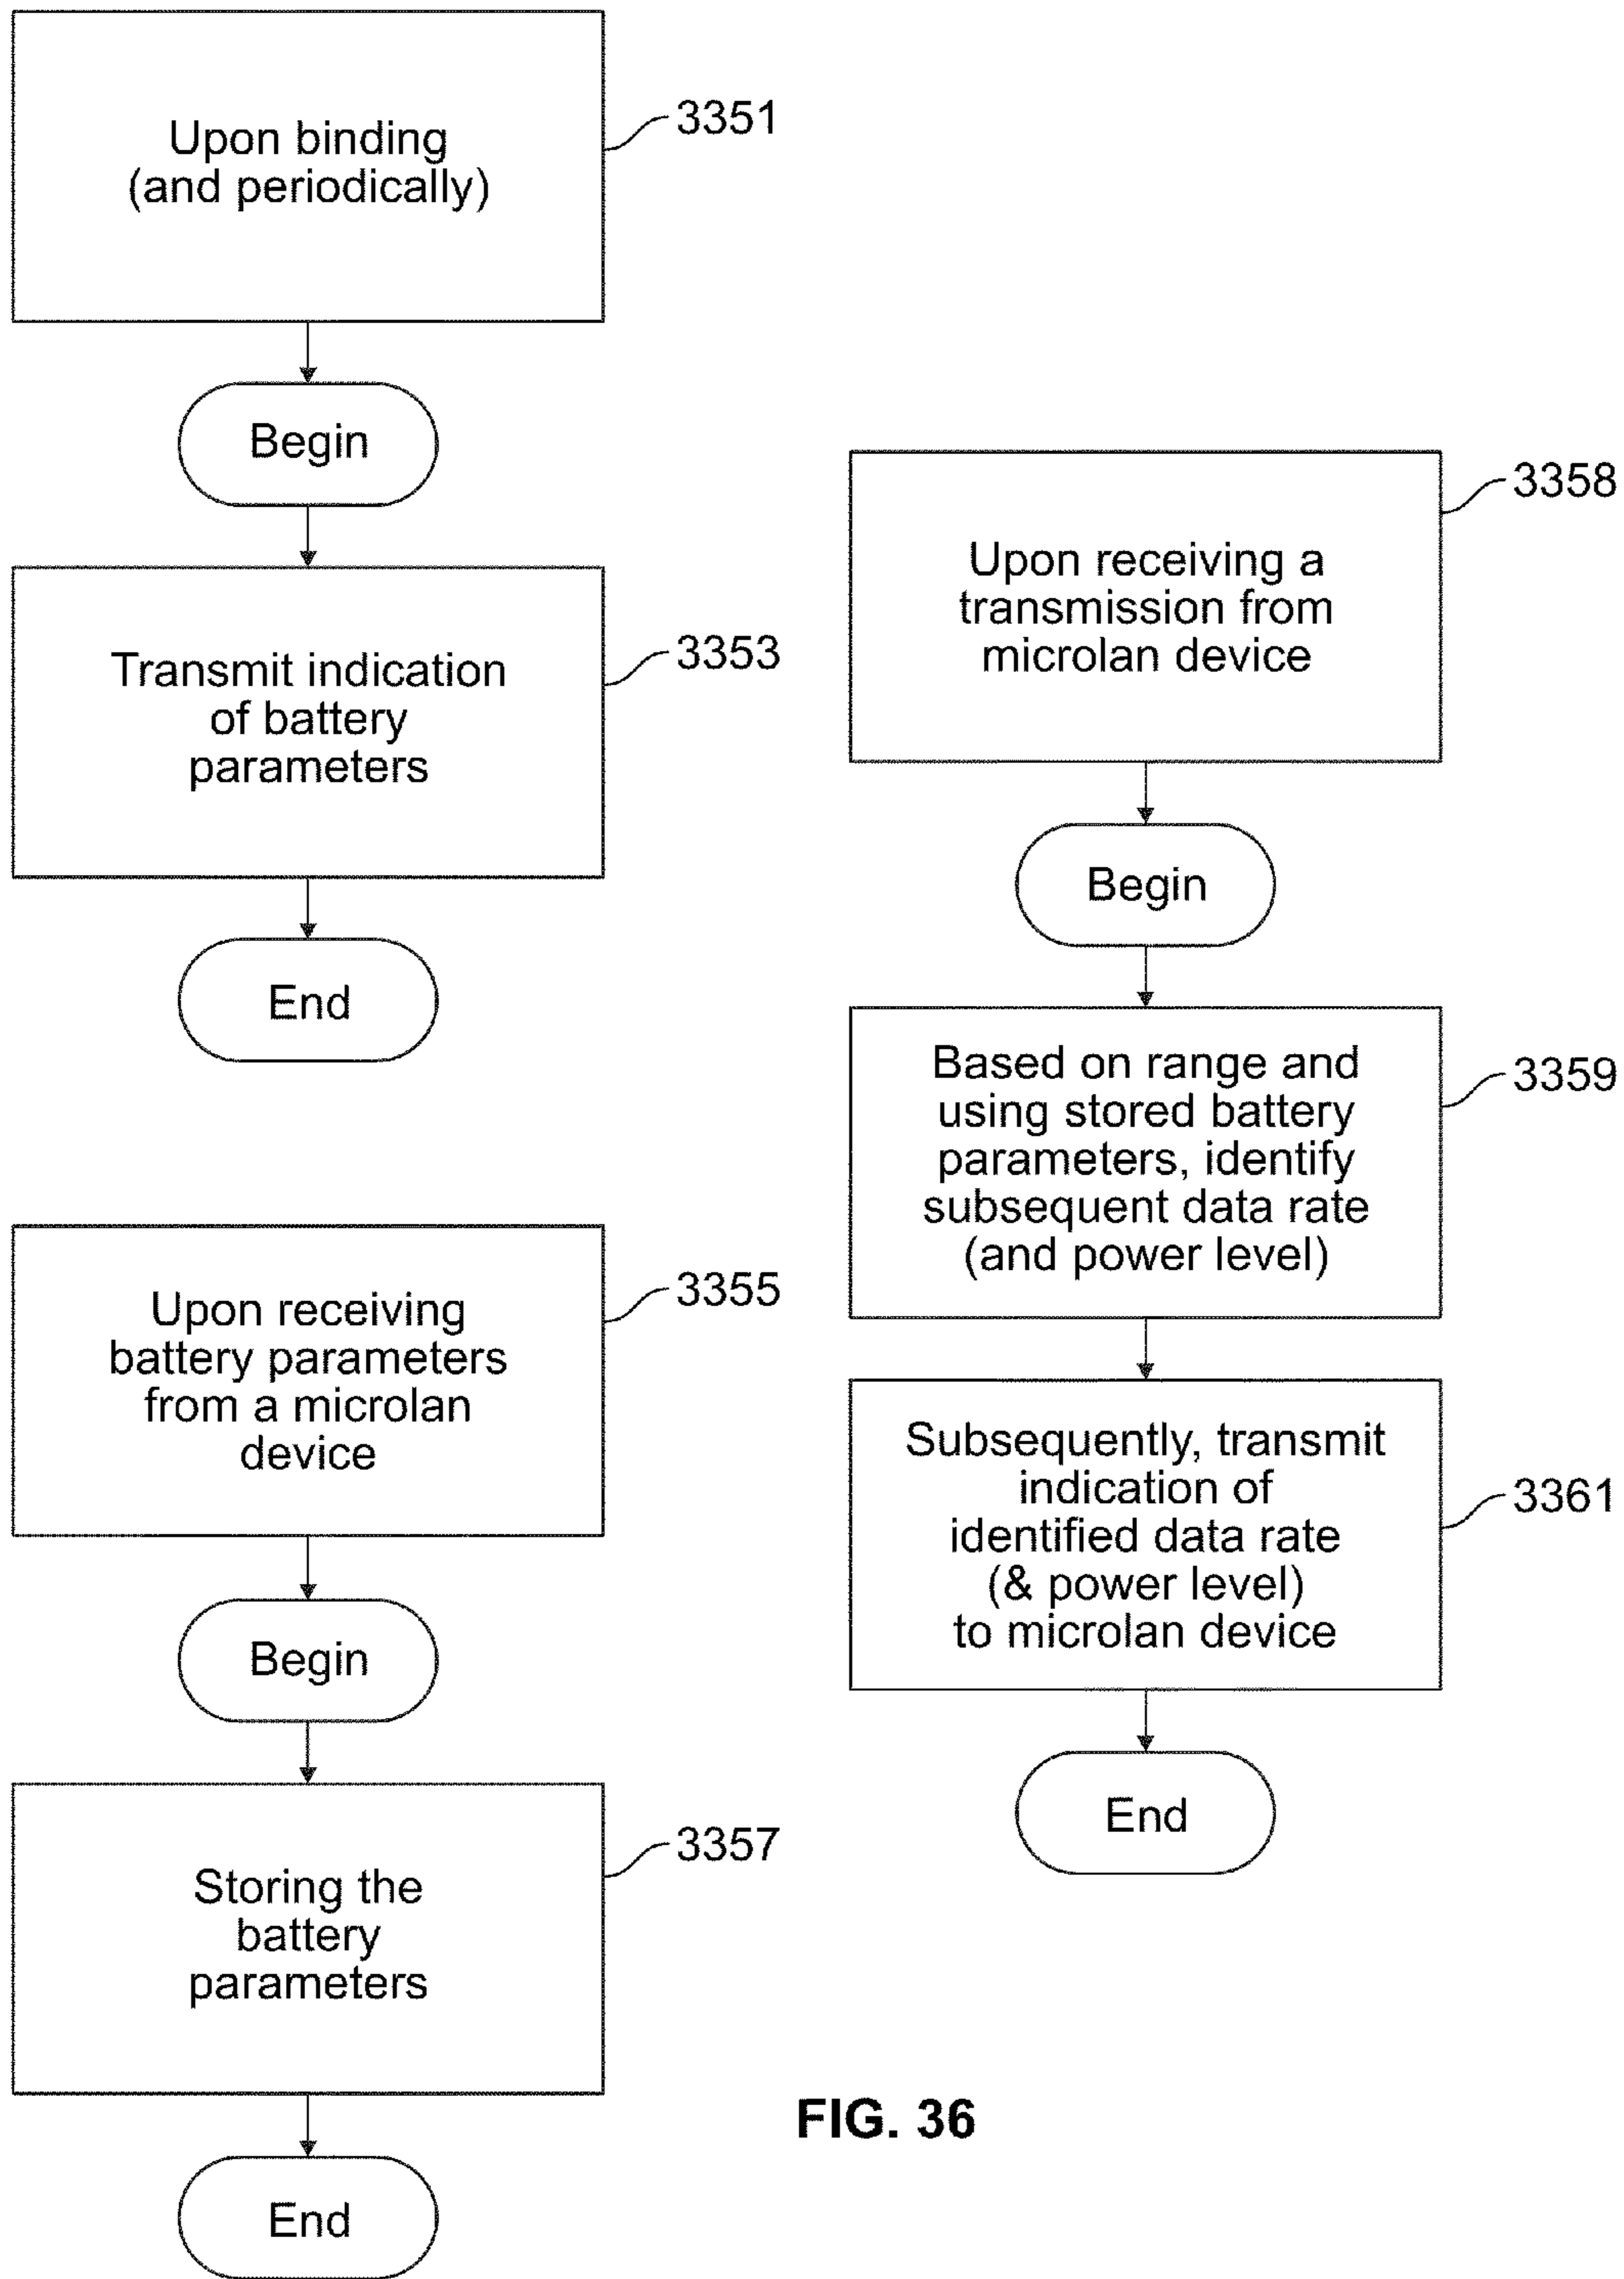 Upon binding
(and periodically)
3351
Begin
Transmit indication
of battery
parameters
3353
End
Upon receiving
battery parameters
from a microlan
device
3355
Begin
Storing the
battery
parameters
3357
End
Upon receiving a
transmission from
microlan device
3358
Begin
Based on range and
using stored battery
parameters, identify
subsequent data rate
(and power level)
3359
Subsequently, transmit
indication of
identified data rate
(& power level)
to microlan device
3361
End
FIG. 36